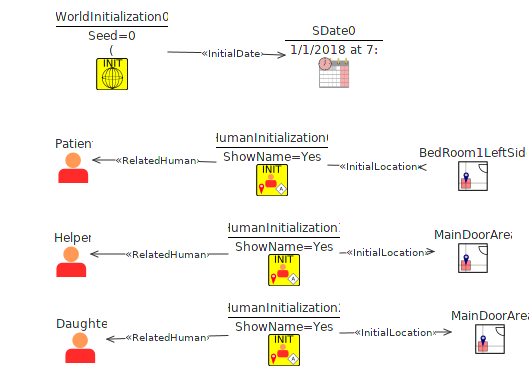 WorldInitialization0
Seed=0
(
INIT
«InitialDate»
SDate0
1/1/2018 at 7:
Patien
«RelatedHuman»
HumanInitialization0
ShowName=Yes
INIT
A
«InitialLocation»
BedRoom1LeftSid
Helper
«RelatedHuman»
HumanInitialization
ShowName=Yes
INIT
A
«InitialLocation»
MainDoorArea
Daughte
«RelatedHuman»
HumanInitialization2
ShowName=Yes
INIT
A
«InitialLocation»
MainDoorArea